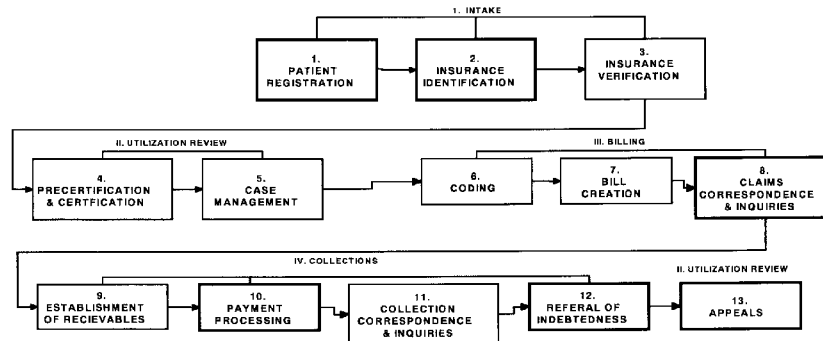 1. INTAKE
1.
PATIENT
REGISTRATION
2.
INSURANCE
IDENTIFICATION
3.
INSURANCE
VERIFICATION
II. UTILIZATION REVIEW
III. BILLING
4.
PRECERTIFICATION
& CERTFICATION
5.
CASE
MANAGEMENT
6.
CODING
7.
BILL
CREATION
8.
CLAIMS
CORRESPONDENCE
& INQUIRIES
IV. COLLECTIONS
II. UTILIZATION REVIEW
9.
ESTABLISHMENT
OF RECIEVABLES
10.
PAYMENT
PROCESSING
11.
COLLECTION
CORRESPONDENCE
& INQUIRIES
12.
REFERAL OF
INDEBTEDNESS
13.
APPEALS